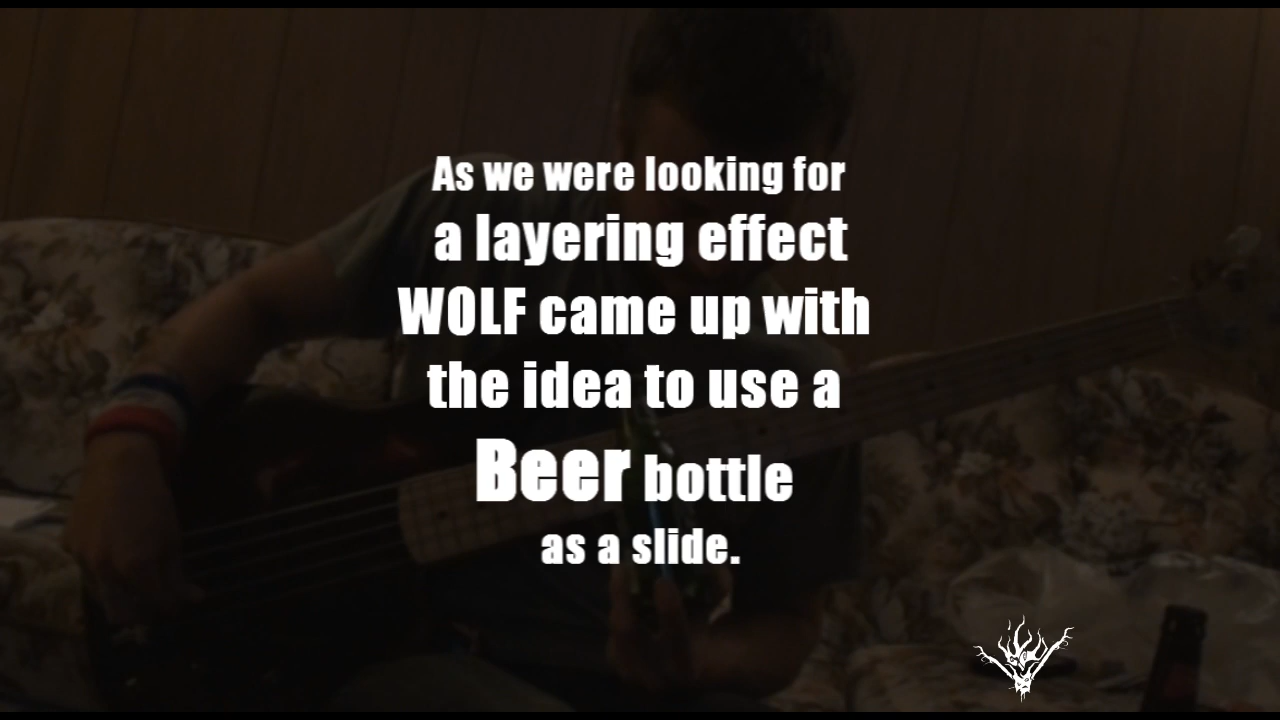 As we were looking for
a layering effect
WOLF came up with
the idea to use a
Beer bottle
as a slide.